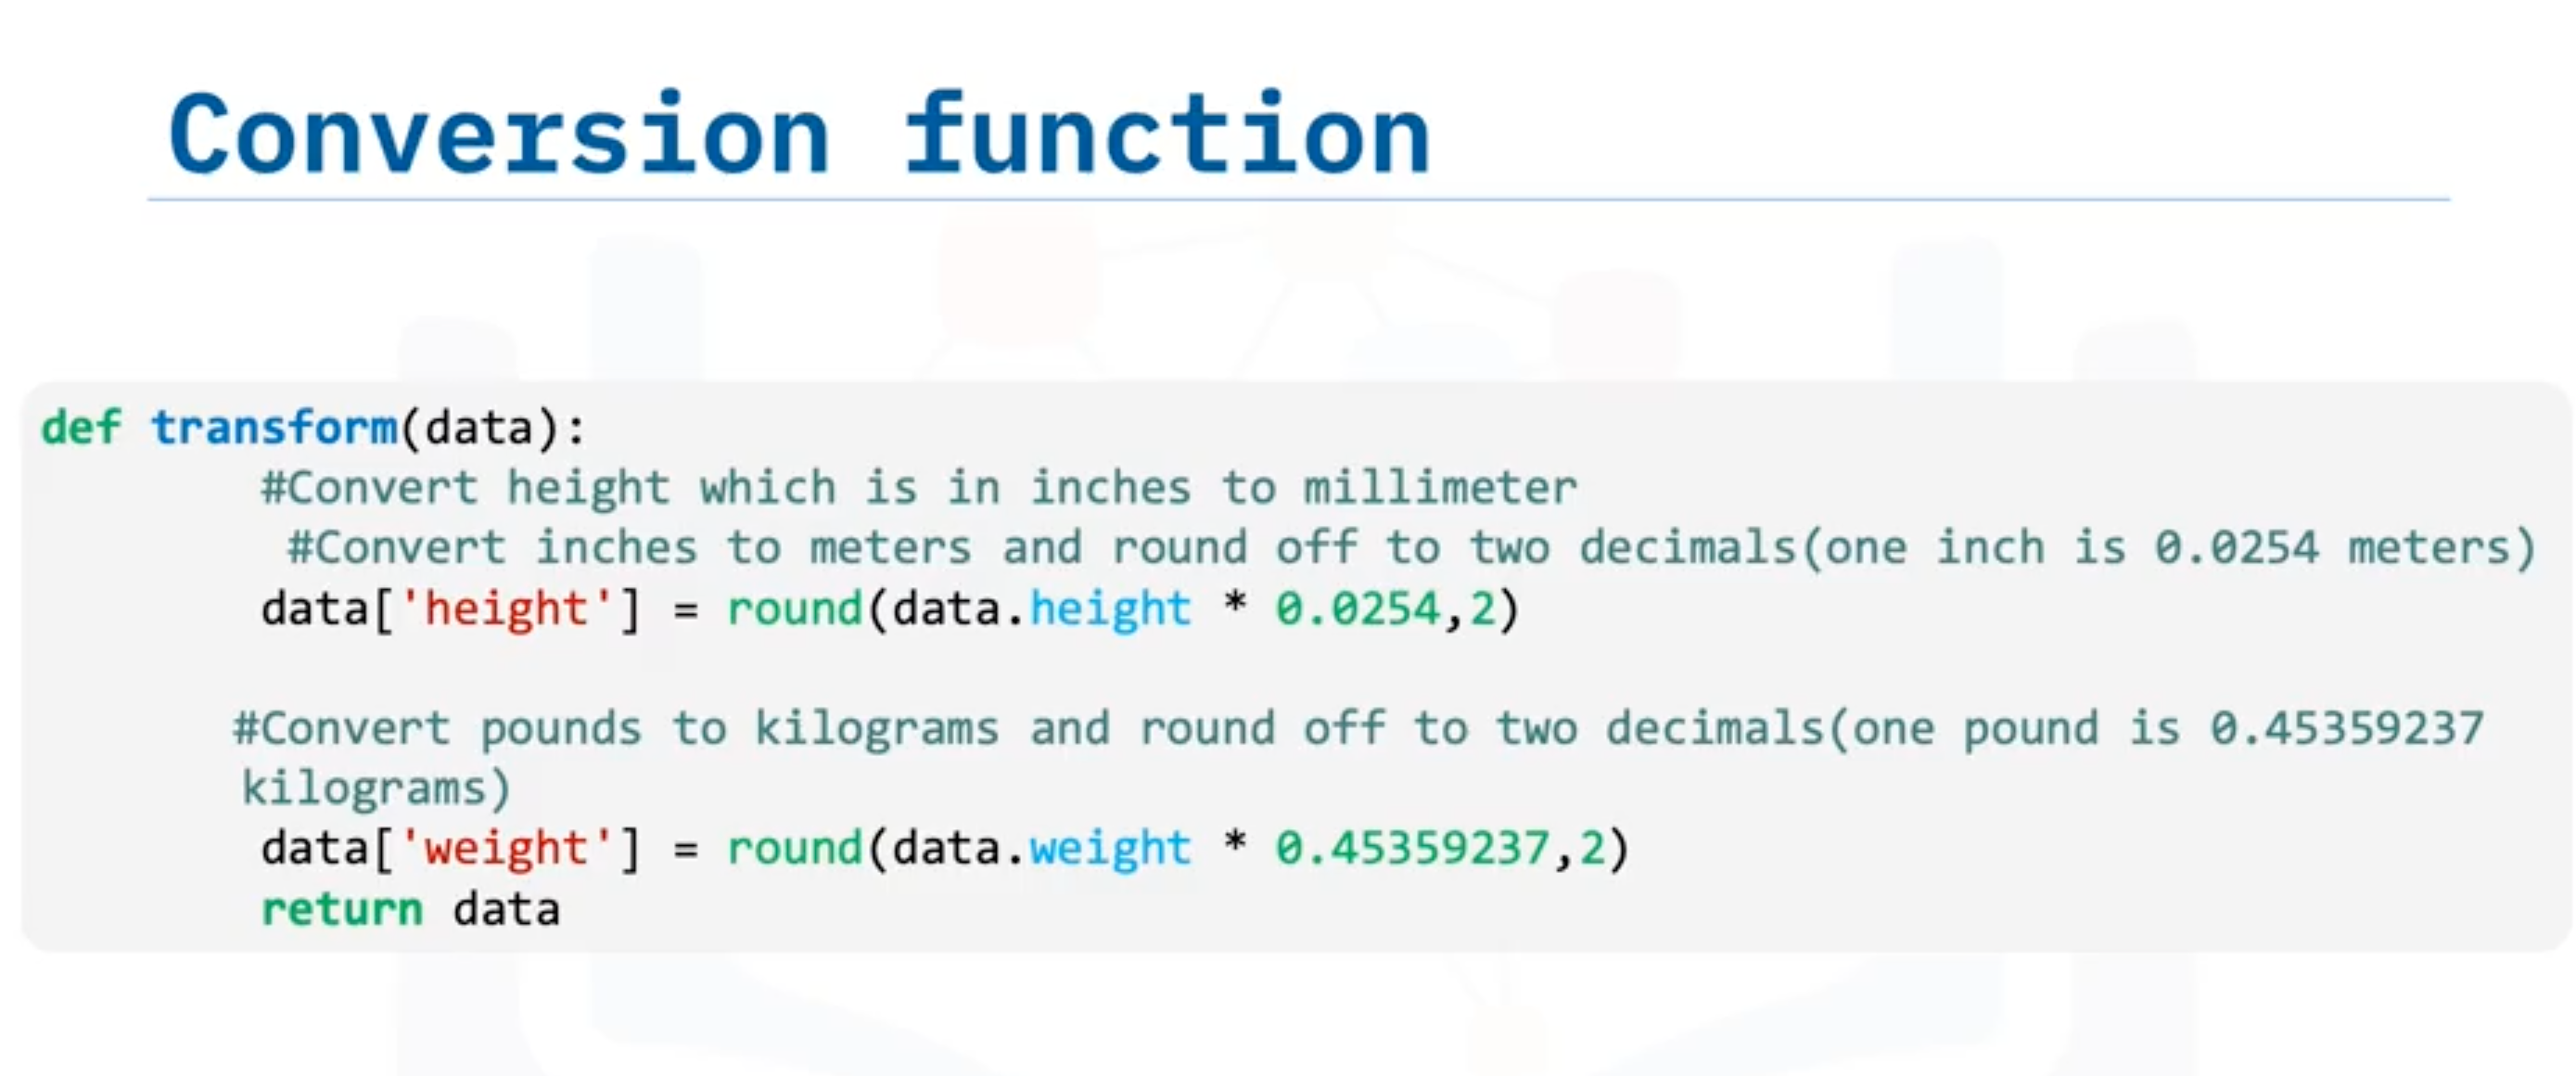 Conversion function
def transform(data):
#Convert height which is in inches to millimeter
#Convert inches to meters and round off to two decimals(one inch is 0.0254 meters)
data['height'] = round(data.height * 0.0254,2)
#Convert pounds to kilograms and round off to two decimals(one pound is 0.45359237
kilograms)
data['weight'] = round(data.weight * 0.45359237,2)
return data